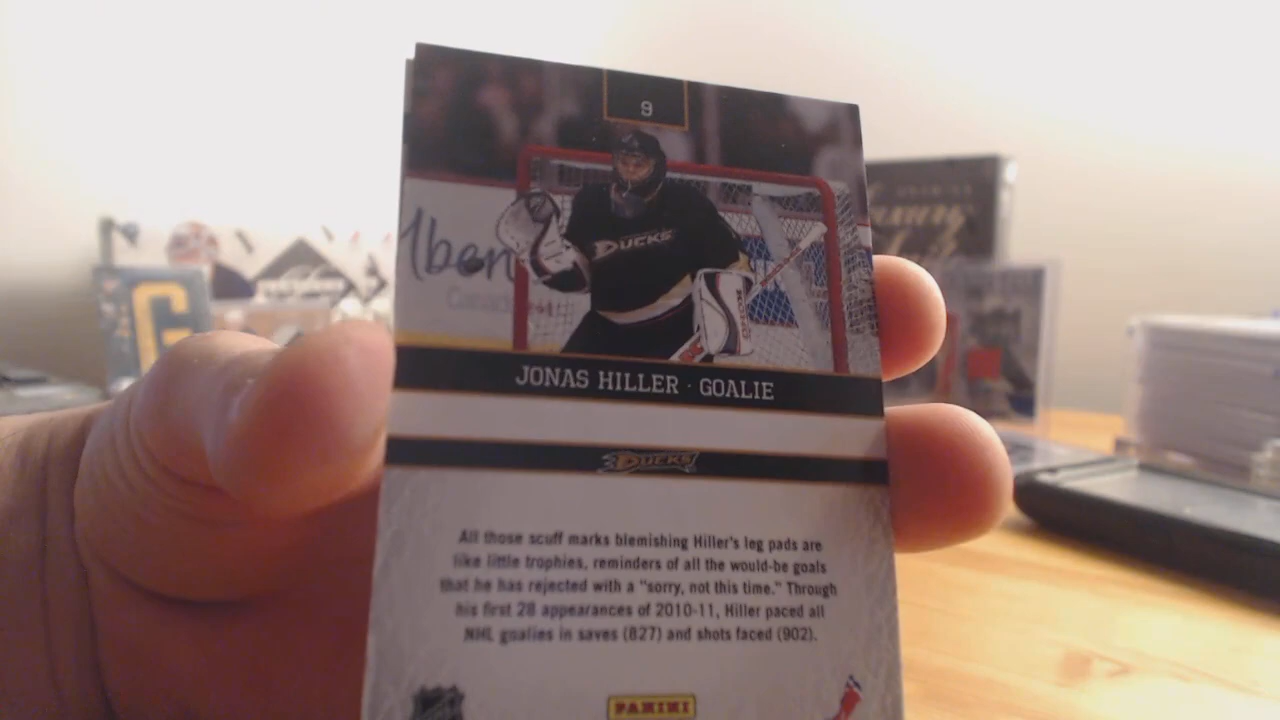 9
DUCKS
JONAS HILLER · GOALIE
DUCKS
All those scuff marks blemishing Hiller's leg pads are
like little trophies, reminders of all the would-be goals
that he has rejected with a "sorry, not this time." Through
his first 28 appearances of 2010-11, Hiller paced all
NHL goalies in saves (827) and shots faced (902).
PANINI